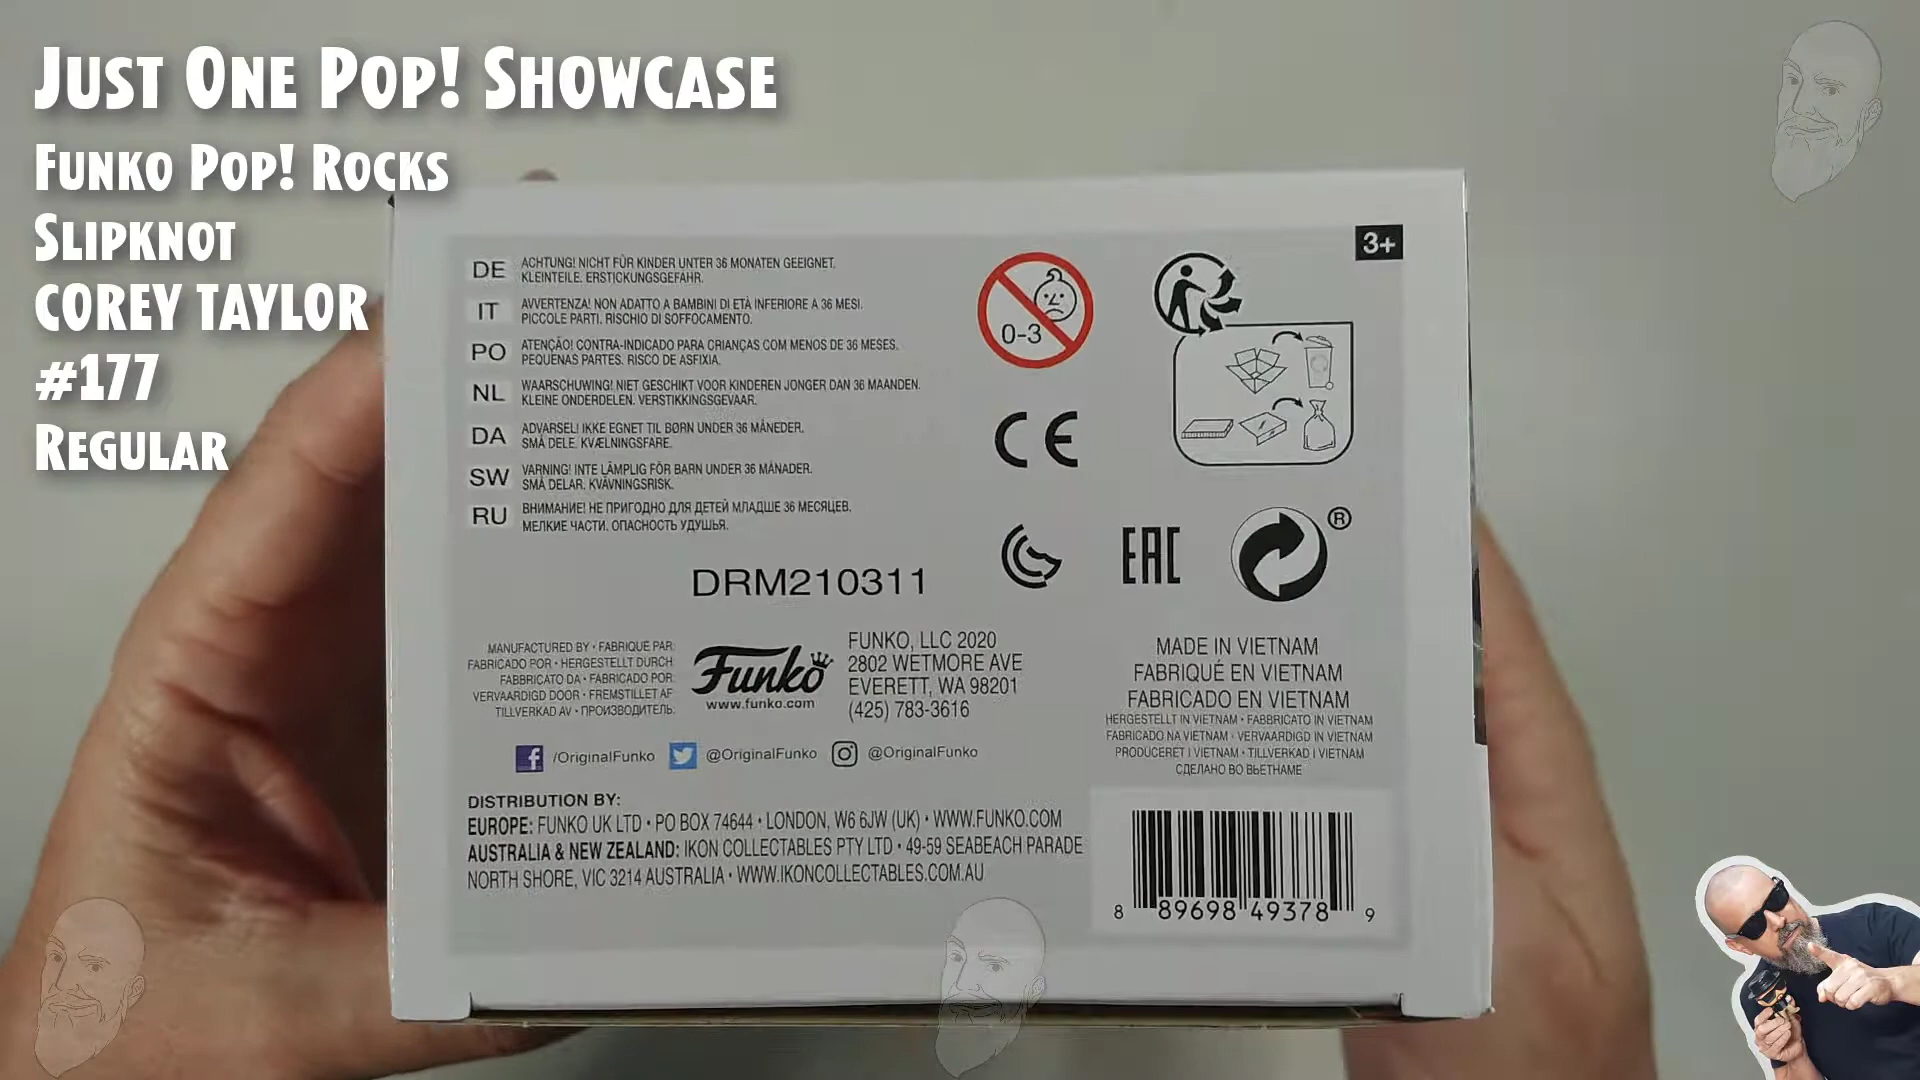 Just One Pop! Showcase
Funko Pop! Rocks
Slipknot
COREY TAYLOR
#177
Regular
3+
DE ACHTUNG! NICHT FÜR KINDER UNTER 36 MONATEN GEEIGNET.
KLEINTEILE. ERSTICKUNGSGEFAHR.
IT AVVERTENZA! NON ADATTO A BAMBINI DI ETÀ INFERIORE A 36 MESI.
PICCOLE PARTI. RISCHIO DI SOFFOCAMENTO.
PO ATENÇÃO! CONTRA-INDICADO PARA CRIANÇAS COM MENOS DE 36 MESES.
PEQUENAS PARTES. RISCO DE ASFIXIA.
NL WAARSCHUWING! NIET GESCHIKT VOOR KINDEREN JONGER DAN 36 MAANDEN.
KLEINE ONDERDELEN. VERSTIKKINGSGEVAAR.
DA ADVARSEL! IKKE EGNET TIL BØRN UNDER 36 MÅNEDER.
SMÅ DELE. KVÆLNINGSFARE.
SW VARNING! INTE LÄMPLIG FÖR BARN UNDER 36 MÅNADER.
SMÅ DELAR. KVÄVNINGSRISK.
RU ВНИМАНИЕ! НЕ ПРИГОДНО ДЛЯ ДЕТЕЙ МЛАДШЕ 36 МЕСЯЦЕВ.
МЕЛКИЕ ЧАСТИ. ОПАСНОСТЬ УДУШЬЯ.
0-3
CE
EAC
®
DRM210311
MANUFACTURED BY • FABRIQUÉ PAR
FABRICADO POR • HERGESTELLT DURCH
FABBRICATO DA • FABRICADO POR
VERVAARDIGD DOOR • FREMSTILLET AF
TILLVERKAD AV • ПРОИЗВОДИТЕЛЬ:
Funko
www.funko.com
FUNKO, LLC 2020
2802 WETMORE AVE
EVERETT, WA 98201
(425) 783-3616
MADE IN VIETNAM
FABRIQUÉ EN VIETNAM
FABRICADO EN VIETNAM
HERGESTELLT IN VIETNAM • FABBRICATO IN VIETNAM
FABRICADO NA VIETNAM • VERVAARDIGD IN VIETNAM
PRODUCERET I VIETNAM • TILLVERKAD I VIETNAM
СДЕЛАНО ВО ВЬЕТНАМЕ
f /OriginalFunko @OriginalFunko @OriginalFunko
DISTRIBUTION BY:
EUROPE: FUNKO UK LTD • PO BOX 74644 • LONDON, W6 6JW (UK) • WWW.FUNKO.COM
AUSTRALIA & NEW ZEALAND: IKON COLLECTABLES PTY LTD • 49-59 SEABEACH PARADE
NORTH SHORE, VIC 3214 AUSTRALIA • WWW.IKONCOLLECTABLES.COM.AU
8 89698 49378 9